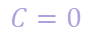 C = 0